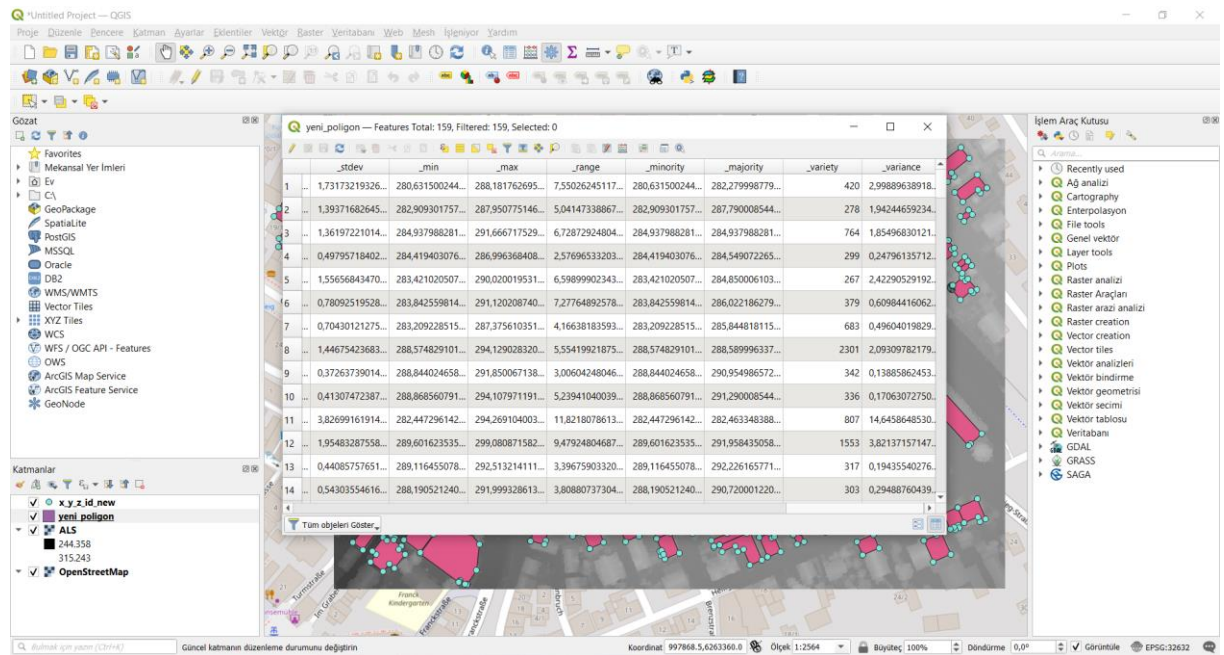 *Untitled Project — QGIS
Proje Düzenle Pencere Katman Ayarlar Eklentiler Vektör Raster Veritabanı Web Mesh İşleniyor Yardım
Gözat
Favorites
Mekansal Yer İmleri
Ev
C:\
GeoPackage
SpatiaLite
PostGIS
MSSQL
Oracle
DB2
WMS/WMTS
Vector Tiles
XYZ Tiles
WCS
WFS / OGC API - Features
OWS
ArcGIS Map Service
ArcGIS Feature Service
GeoNode
Katmanlar
x_y_z_id_new
yeni_poligon
ALS
244.358
315.243
OpenStreetMap
yeni_poligon — Features Total: 159, Filtered: 159, Selected: 0
_stdev _min _max _range _minority _majority _variety _variance
1 ... 1,73173219326... 280,631500244... 288,181762695... 7,55026245117... 280,631500244... 282,279998779... 420 2,99889638918...
2 ... 1,39371682645... 282,909301757... 287,950775146... 5,04147338867... 282,909301757... 287,790008544... 278 1,94244659234...
3 ... 1,36197221014... 284,937988281... 291,666717529... 6,72872924804... 284,937988281... 284,937988281... 764 1,85496830121...
4 ... 0,49795718402... 284,419403076... 286,996368408... 2,57696533203... 284,419403076... 284,549072265... 299 0,24796135712...
5 ... 1,55656843470... 283,421020507... 290,020019531... 6,59899902343... 283,421020507... 284,850006103... 267 2,42290529192...
6 ... 0,78092519528... 283,842559814... 291,120208740... 7,27764892578... 283,842559814... 286,022186279... 379 0,60984416062...
7 ... 0,70430121275... 283,209228515... 287,375610351... 4,16638183593... 283,209228515... 285,844818115... 683 0,49604019829...
8 ... 1,44675423683... 288,574829101... 294,129028320... 5,55419921875... 288,574829101... 288,589996337... 2301 2,09309782179...
9 ... 0,37263739014... 288,844024658... 291,850067138... 3,00604248046... 288,844024658... 290,954986572... 342 0,13885862453...
10 ... 0,41307472387... 288,868560791... 294,107971191... 5,23941040039... 288,868560791... 291,290008544... 336 0,17063072750...
11 ... 3,82699161914... 282,447296142... 294,269104003... 11,8218078613... 282,447296142... 282,463348388... 807 14,6458648530...
12 ... 1,95483287558... 289,601623535... 299,080871582... 9,47924804687... 289,601623535... 291,958435058... 1553 3,82137157147...
13 ... 0,44085757651... 289,116455078... 292,513214111... 3,39675903320... 289,116455078... 292,226165771... 317 0,19435540276...
14 ... 0,54303554616... 288,190521240... 291,999328613... 3,80880737304... 288,190521240... 290,720001220... 303 0,29488760439...
Tüm objeleri Göster
Turmstraße
Im Graben
Franck
Kindergarten
Franckstraße
İşlem Araç Kutusu
Arama...
Recently used
Ağ analizi
Cartography
Enterpolasyon
File tools
Genel vektör
Layer tools
Plots
Raster analizi
Raster Araçları
Raster arazi analizi
Raster creation
Vector creation
Vector tiles
Vektör analizleri
Vektör bindirme
Vektör geometrisi
Vektör secimi
Vektör tablosu
Veritabanı
GDAL
GRASS
SAGA
Bulmak için yazın (Ctrl+K) Güncel katmanın düzenleme durumunu değiştirin Koordinat 997868.5,6263360.0 Ölçek 1:2564 Büyüteç 100% Döndürme 0,0° Görüntüle EPSG:32632